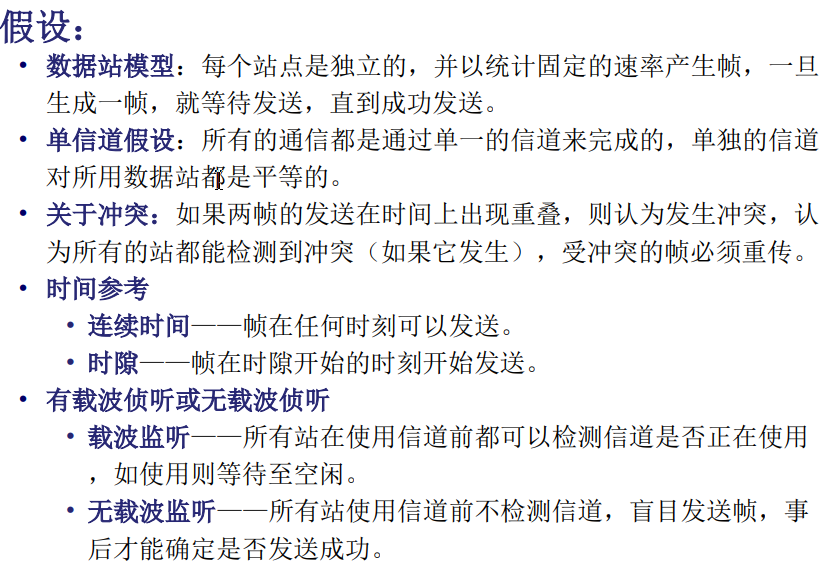 假设：
• 数据站模型：每个站点是独立的，并以统计固定的速率产生帧，一旦
生成一帧，就等待发送，直到成功发送。
• 单信道假设：所有的通信都是通过单一的信道来完成的，单独的信道
对所用数据站都是平等的。
• 关于冲突：如果两帧的发送在时间上出现重叠，则认为发生冲突，认
为所有的站都能检测到冲突（如果它发生），受冲突的帧必须重传。
• 时间参考
• 连续时间——帧在任何时刻可以发送。
• 时隙——帧在时隙开始的时刻开始发送。
• 有载波侦听或无载波侦听
• 载波监听——所有站在使用信道前都可以检测信道是否正在使用
，如使用则等待至空闲。
• 无载波监听——所有站使用信道前不检测信道，盲目发送帧，事
后才能确定是否发送成功。